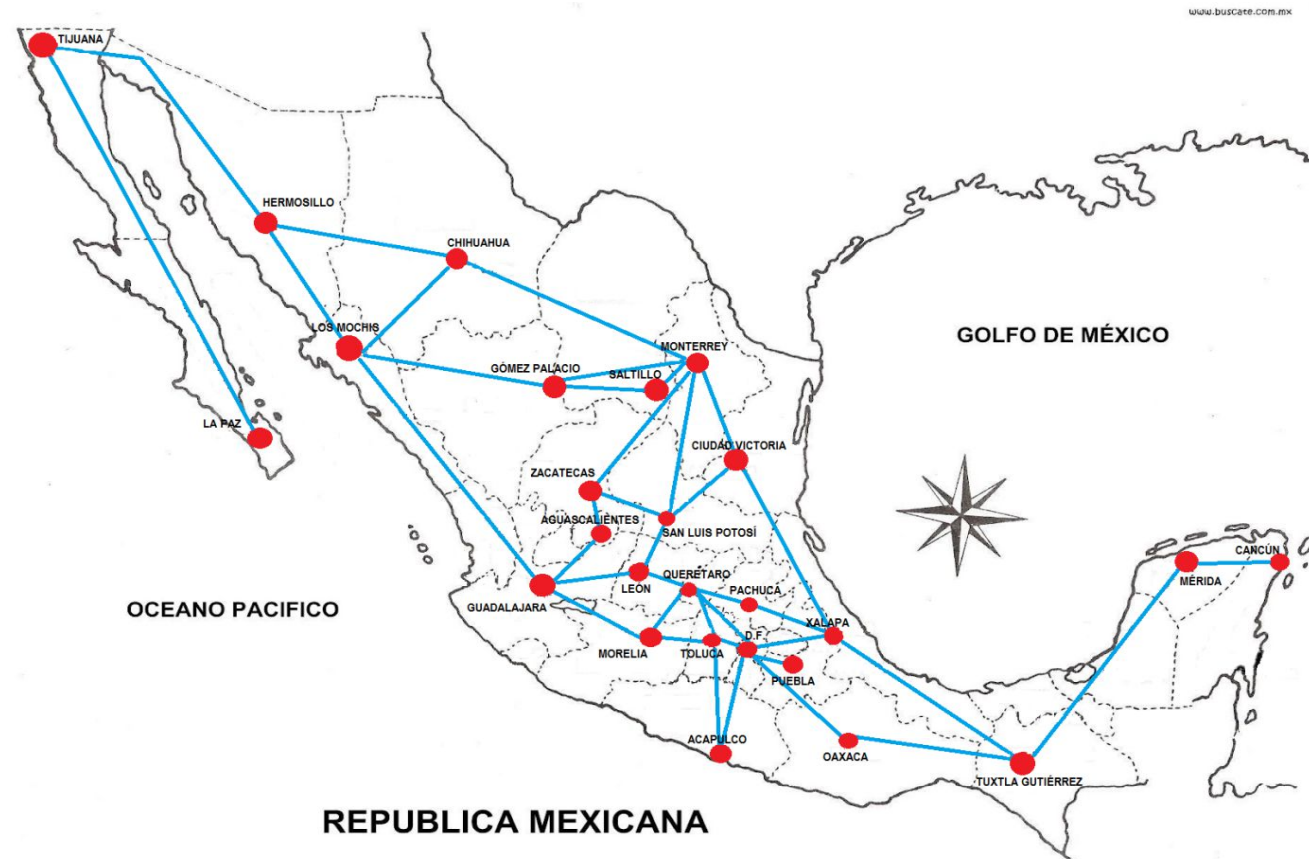 www.buscate.com.mx
TIJUANA
HERMOSILLO
CHIHUAHUA
LOS MOCHIS
GOLFO DE MÉXICO
MONTERREY
GÓMEZ PALACIO
SALTILLO
LA PAZ
CIUDAD VICTORIA
ZACATECAS
AGUASCALIENTES
SAN LUIS POTOSÍ
CANCÚN
MÉRIDA
QUERÉTARO
LEÓN
PACHUCA
OCEANO PACIFICO
GUADALAJARA
XALAPA
D.F.
MORELIA
TOLUCA
PUEBLA
ACAPULCO
OAXACA
TUXTLA GUTIÉRREZ
REPUBLICA MEXICANA